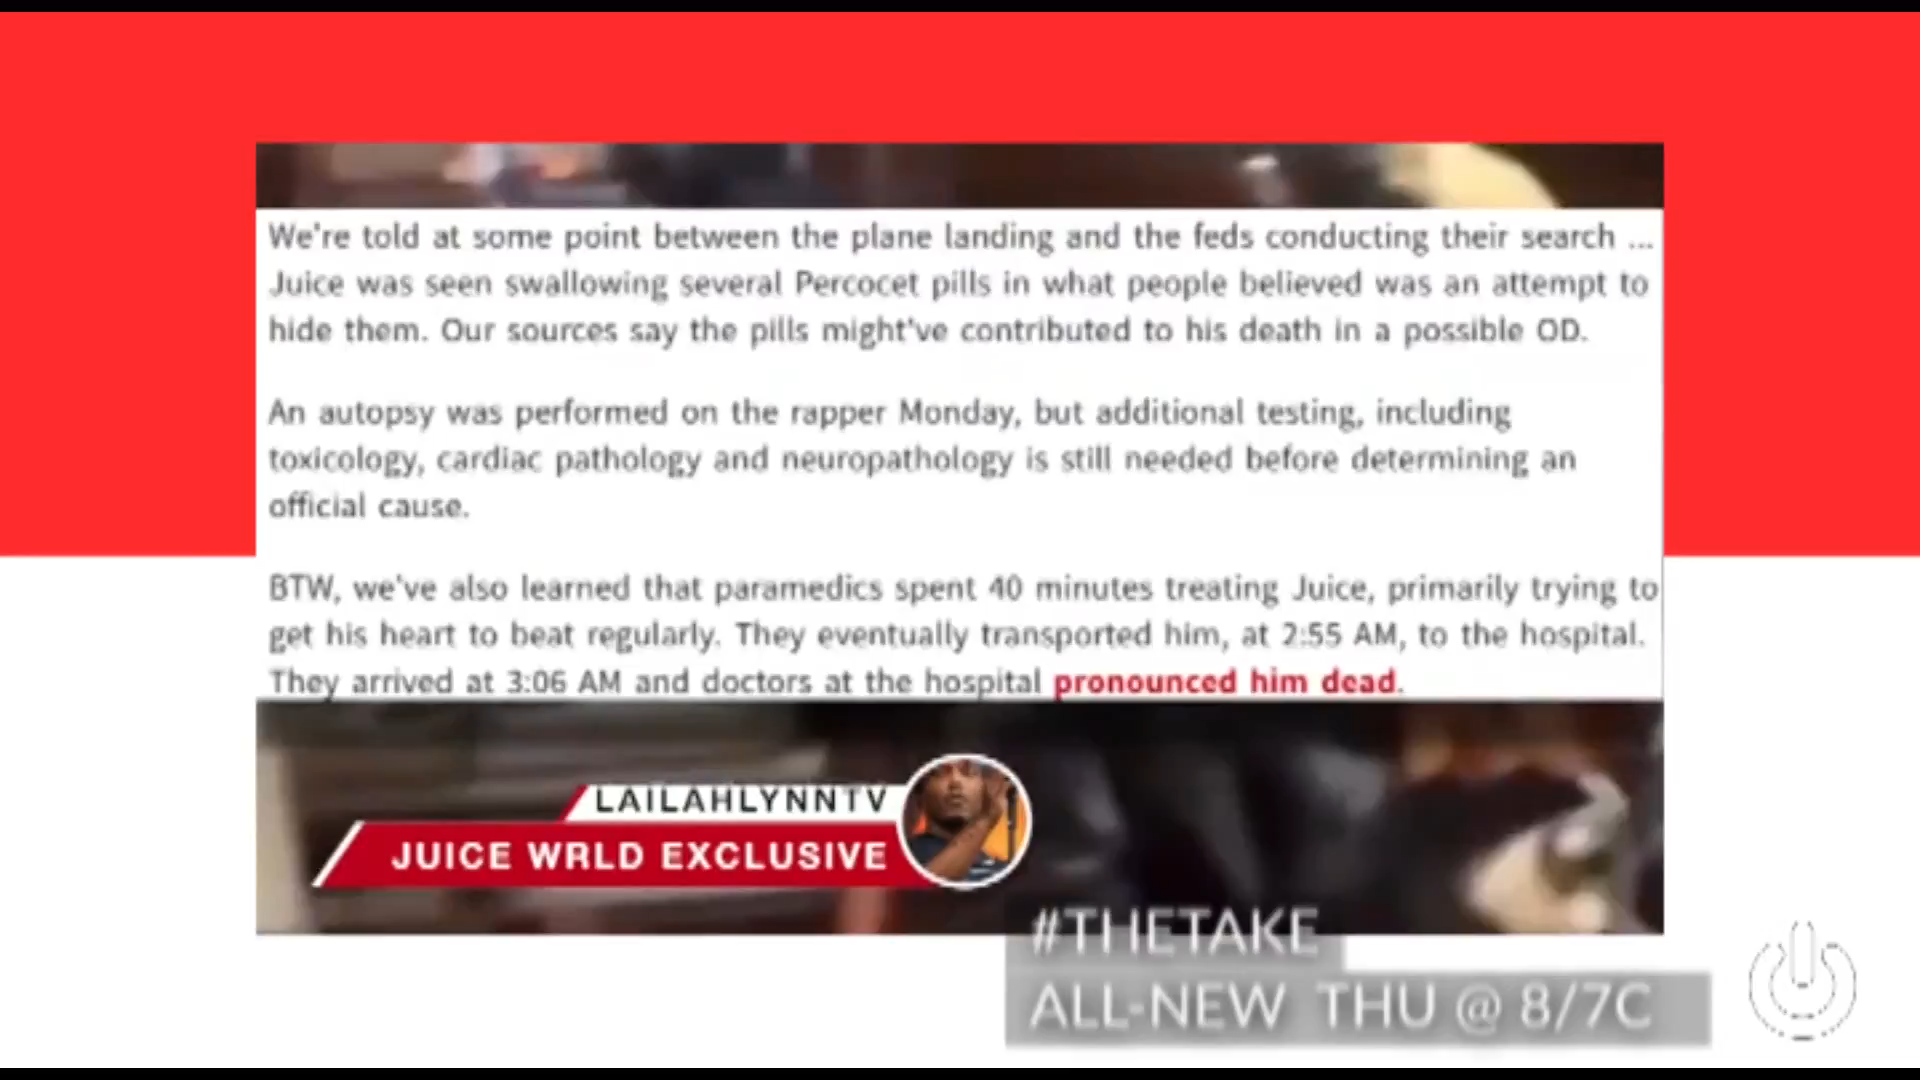 We're told at some point between the plane landing and the feds conducting their search ...
Juice was seen swallowing several Percocet pills in what people believed was an attempt to
hide them. Our sources say the pills might've contributed to his death in a possible OD.
An autopsy was performed on the rapper Monday, but additional testing, including
toxicology, cardiac pathology and neuropathology is still needed before determining an
official cause.
BTW, we've also learned that paramedics spent 40 minutes treating Juice, primarily trying to
get his heart to beat regularly. They eventually transported him, at 2:55 AM, to the hospital.
They arrived at 3:06 AM and doctors at the hospital pronounced him dead.
LAILAHLYNNTV
JUICE WRLD EXCLUSIVE
#THETAKE
ALL-NEW THU @ 8/7C